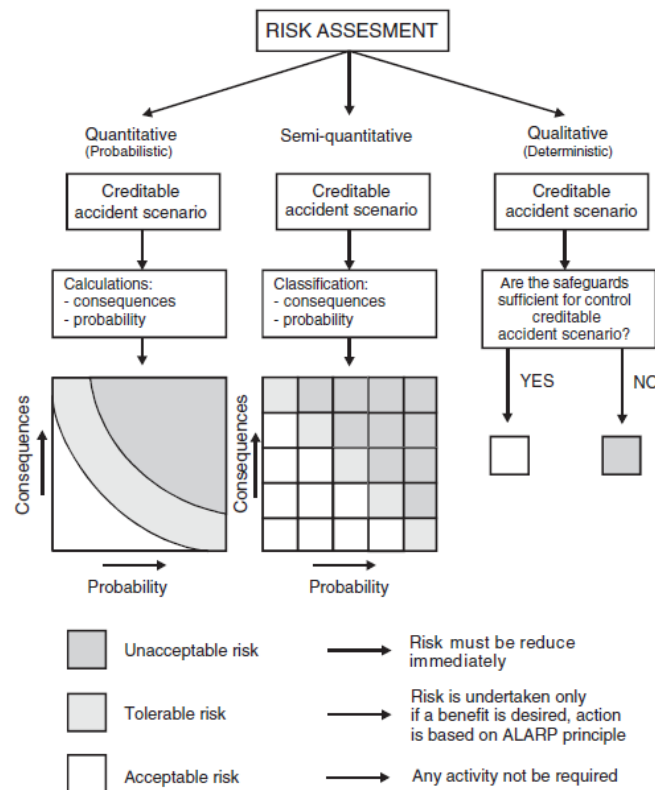 RISK ASSESMENT
Quantitative
(Probabilistic)
Semi-quantitative
Qualitative
(Deterministic)
Creditable
accident scenario
Creditable
accident scenario
Creditable
accident scenario
Calculations:
- consequences
- probability
Classification:
- consequences
- probability
Are the safeguards
sufficient for control
creditable
accident scenario?
YES
NO
Consequences
Probability
Consequences
Probability
Unacceptable risk
Risk must be reduce
immediately
Tolerable risk
Risk is undertaken only
if a benefit is desired, action
is based on ALARP principle
Acceptable risk
Any activity not be required